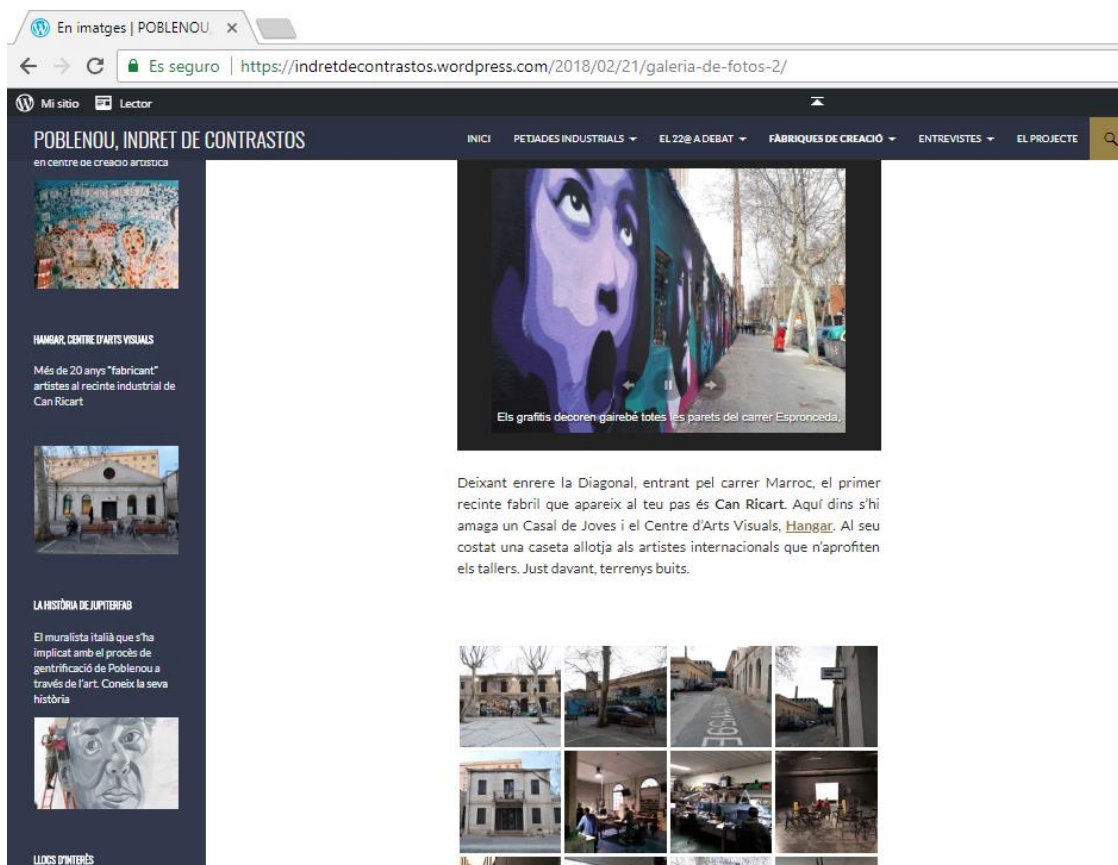 En imatges | POBLENOU,
Es seguro | https://indretdecontrastos.wordpress.com/2018/02/21/galeria-de-fotos-2/
Mi sitio Lector
POBLENOU, INDRET DE CONTRASTOS
INICI PETJADES INDUSTRIALS EL 22@ A DEBAT FÀBRIQUES DE CREACIÓ ENTREVISTES EL PROJECTE
en centre de creació artística
HANGAR, CENTRE D'ARTS VISUALS
Més de 20 anys "fabricant"
artistes al recinte industrial de
Can Ricart
LA HISTÒRIA DE JUPITERFAB
El muralista italià que s'ha
implicat amb el procès de
gentrificació de Poblenou a
través de l'art. Coneix la seva
història
LLOCS D'INTERÈS
Els grafitis decoren gairebé totes les parets del carrer Espronceda,
Deixant enrere la Diagonal, entrant pel carrer Marroc, el primer
recinte fabril que apareix al teu pas és Can Ricart. Aquí dins s'hi
amaga un Casal de Joves i el Centre d'Arts Visuals, Hangar. Al seu
costat una caseta allotja als artistes internacionals que n'aprofiten
els tallers. Just davant, terrenys buits.